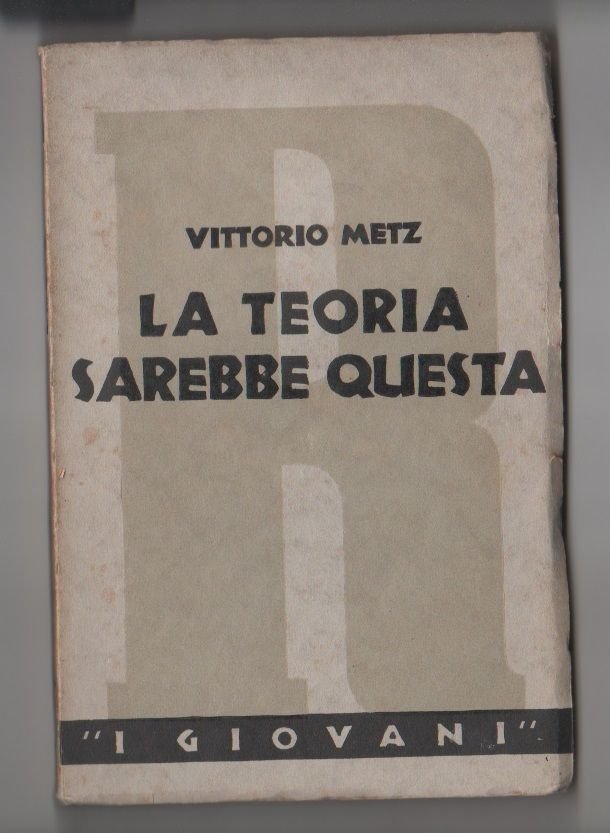 R
VITTORIO METZ
LA TEORIA
SAREBBE QUESTA
"I GIOVANI"